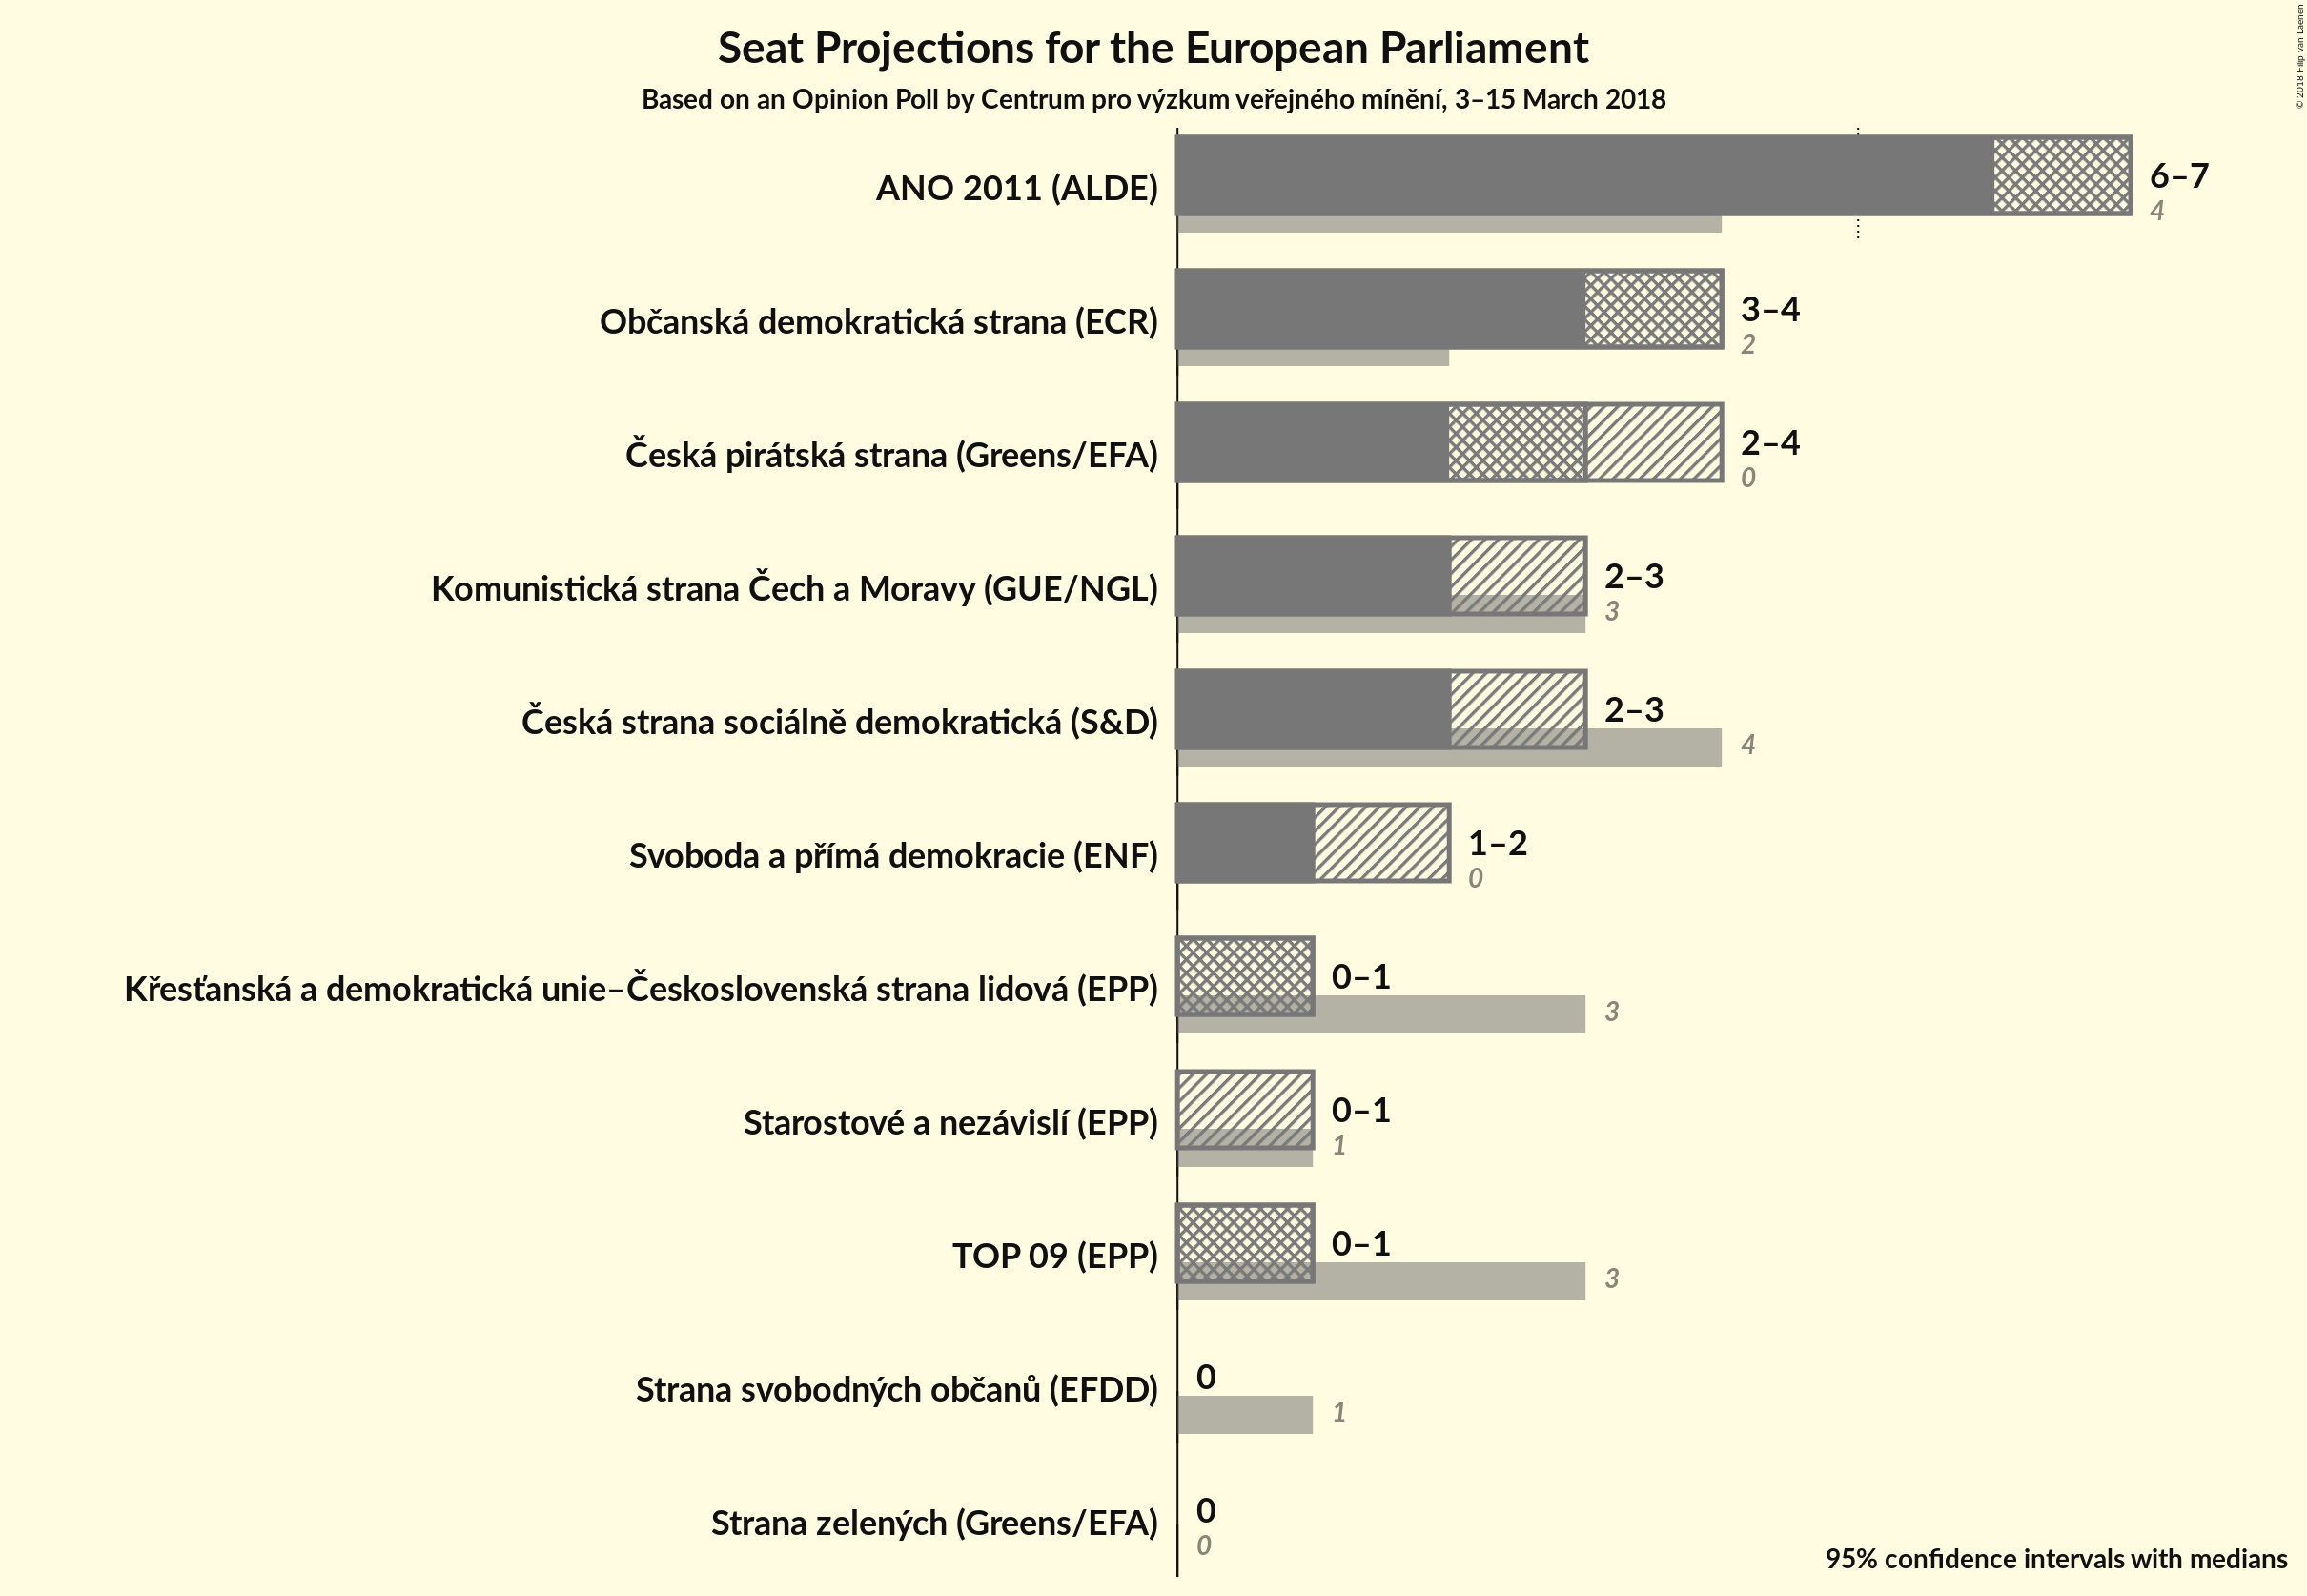 Seat Projections for the European Parliament
Based on an Opinion Poll by Centrum pro výzkum veřejného mínění, 3–15 March 2018
© 2018 Filip van Laenen
ANO 2011 (ALDE)
6–7
4
Občanská demokratická strana (ECR)
3–4
2
Česká pirátská strana (Greens/EFA)
2–4
0
Komunistická strana Čech a Moravy (GUE/NGL)
2–3
3
Česká strana sociálně demokratická (S&D)
2–3
4
Svoboda a přímá demokracie (ENF)
1–2
0
Křesťanská a demokratická unie–Československá strana lidová (EPP)
0–1
3
Starostové a nezávislí (EPP)
0–1
1
TOP 09 (EPP)
0–1
3
Strana svobodných občanů (EFDD)
0
1
Strana zelených (Greens/EFA)
0
0
95% confidence intervals with medians